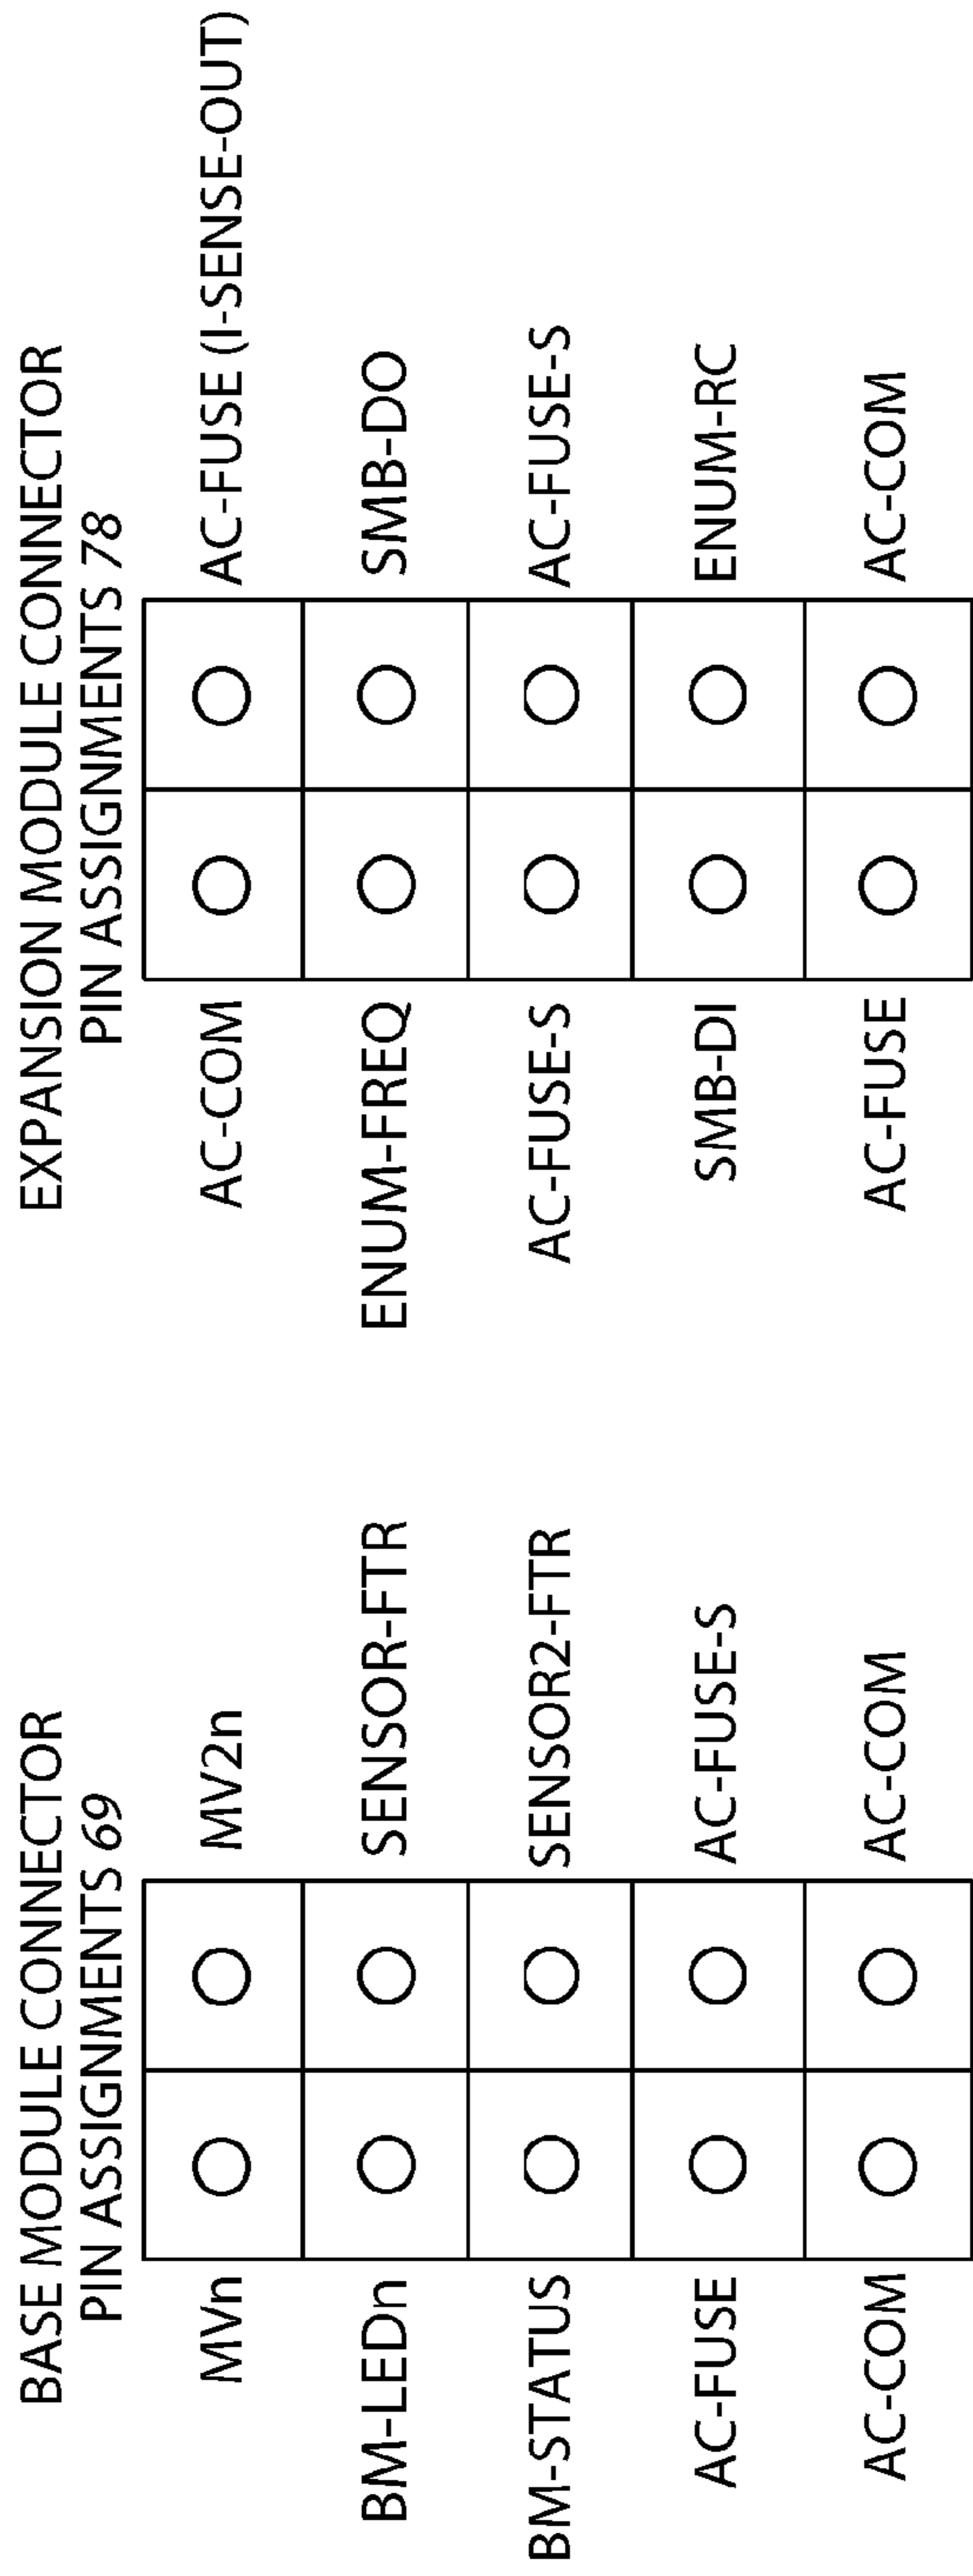 BASE MODULE CONNECTOR
PIN ASSIGNMENTS 69
MVn
MV2n
BM-LEDn
SENSOR-FTR
BM-STATUS
SENSOR2-FTR
AC-FUSE
AC-FUSE-S
AC-COM
AC-COM
EXPANSION MODULE CONNECTOR
PIN ASSIGNMENTS 78
AC-COM
AC-FUSE (I-SENSE-OUT)
ENUM-FREQ
SMB-DO
AC-FUSE-S
AC-FUSE-S
SMB-DI
ENUM-RC
AC-FUSE
AC-COM